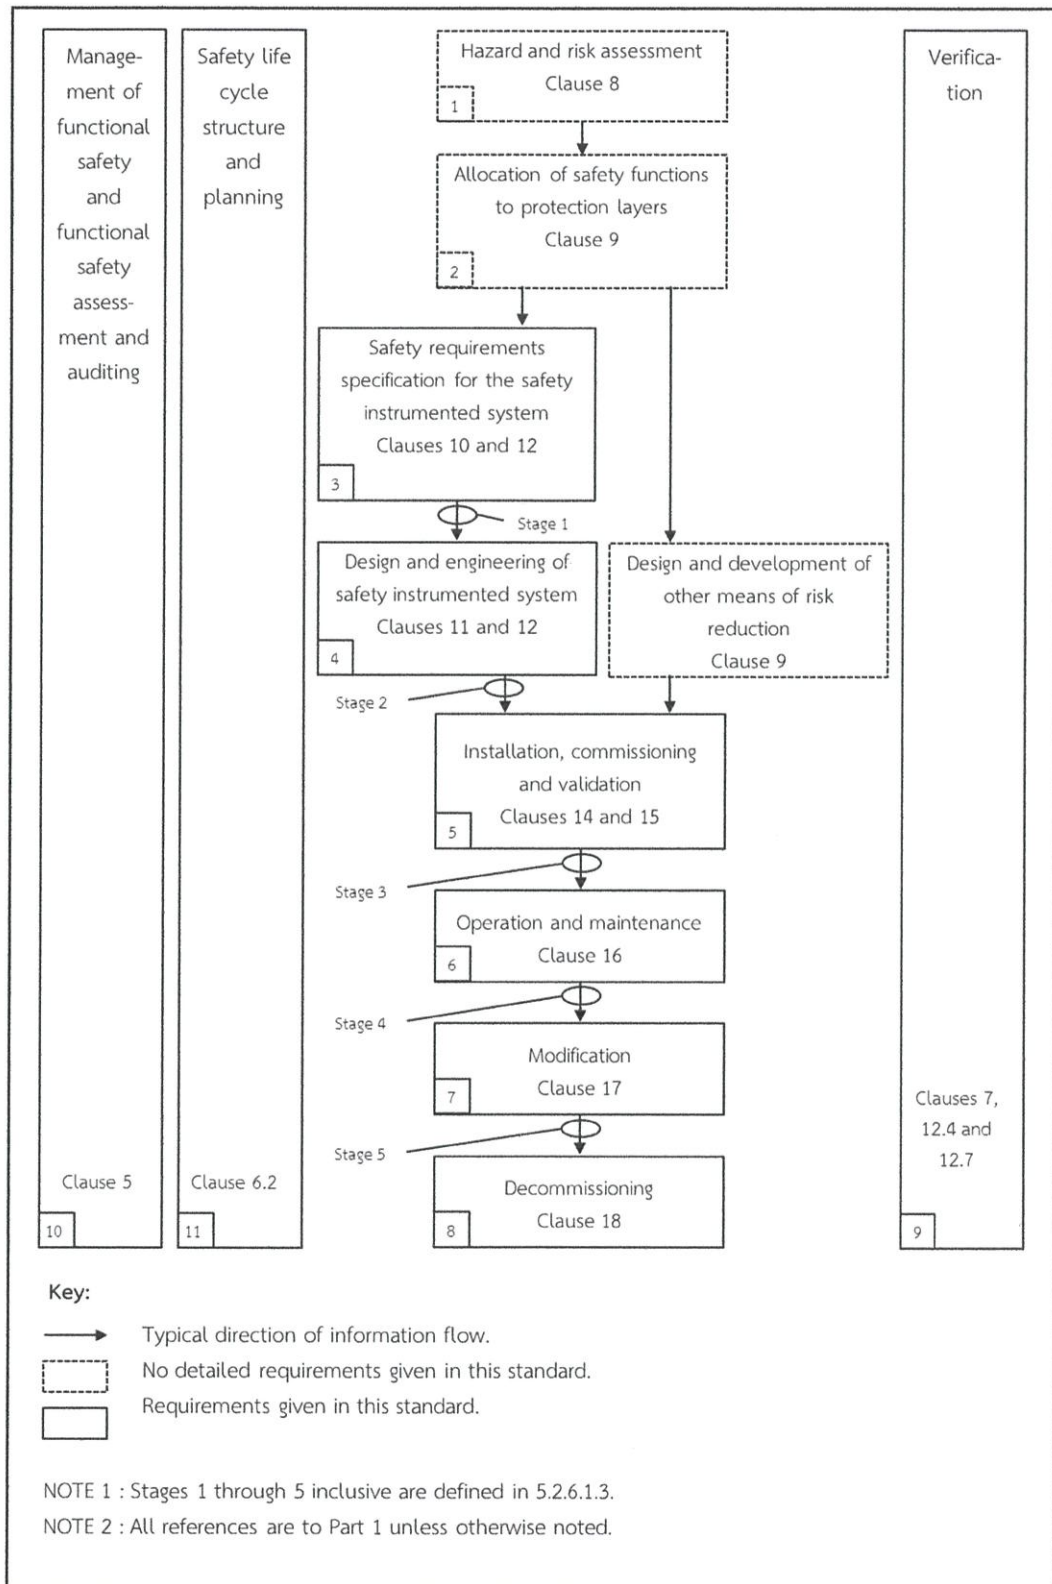 Manage-
ment of
functional
safety
and
functional
safety
assess-
ment and
auditing
Clause 5
10
Safety life
cycle
structure
and
planning
Clause 6.2
11
Hazard and risk assessment
Clause 8
1
Allocation of safety functions
to protection layers
Clause 9
2
Safety requirements
specification for the safety
instrumented system
Clauses 10 and 12
3
Stage 1
Design and engineering of
safety instrumented system
Clauses 11 and 12
4
Design and development of
other means of risk
reduction
Clause 9
Stage 2
Installation, commissioning
and validation
Clauses 14 and 15
5
Stage 3
Operation and maintenance
Clause 16
6
Stage 4
Modification
Clause 17
7
Stage 5
Decommissioning
Clause 18
8
Verifica-
tion
Clauses 7,
12.4 and
12.7
9
Key:
Typical direction of information flow.
No detailed requirements given in this standard.
Requirements given in this standard.
NOTE 1 : Stages 1 through 5 inclusive are defined in 5.2.6.1.3.
NOTE 2 : All references are to Part 1 unless otherwise noted.